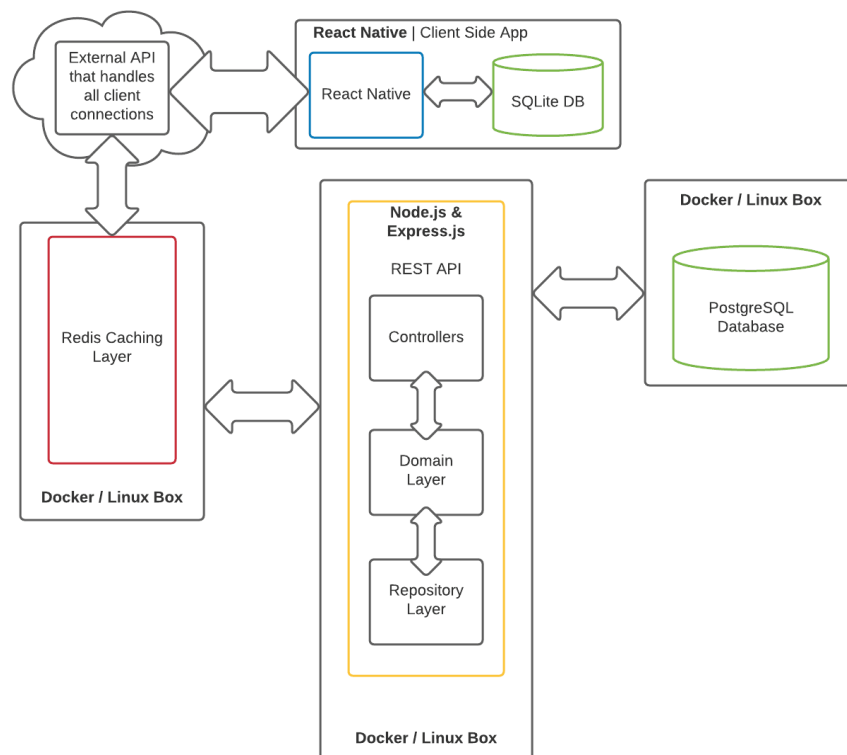 External API
that handles
all client
connections
React Native | Client Side App
React Native
SQLite DB
Redis Caching
Layer
Docker / Linux Box
Node.js &
Express.js
REST API
Controllers
Domain
Layer
Repository
Layer
Docker / Linux Box
Docker / Linux Box
PostgreSQL
Database